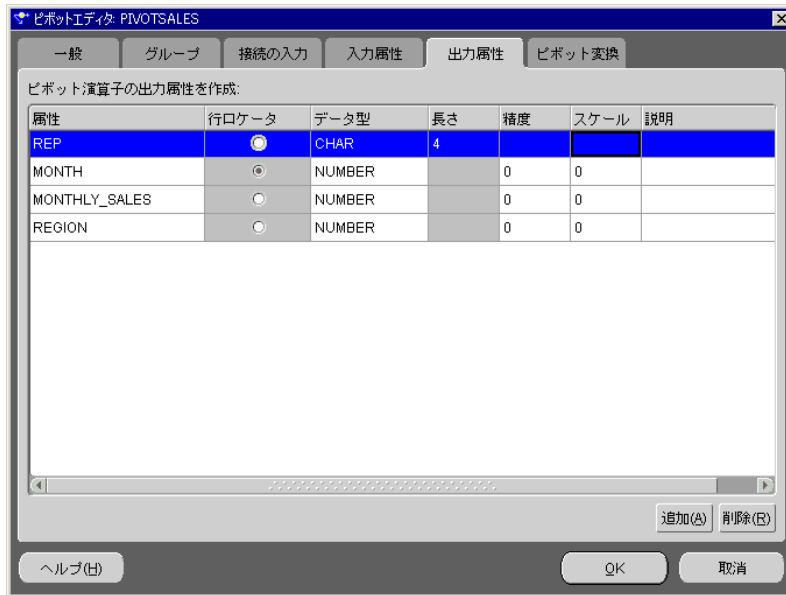 ピボットエディタ: PIVOTSALES
一般 グループ 接続の入力 入力属性 出力属性 ピボット変換
ピボット演算子の出力属性を作成:
属性 行ロケータ データ型 長さ 精度 スケール 説明
REP CHAR 4
MONTH NUMBER 0 0
MONTHLY_SALES NUMBER 0 0
REGION NUMBER 0 0
追加(A) 削除(R)
ヘルプ(H) OK 取消